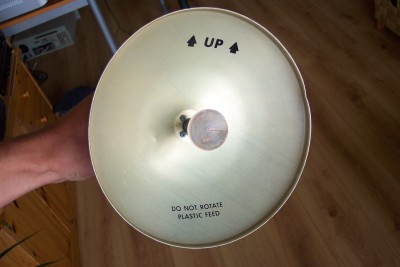 UP
DO NOT ROTATE
PLASTIC FEED